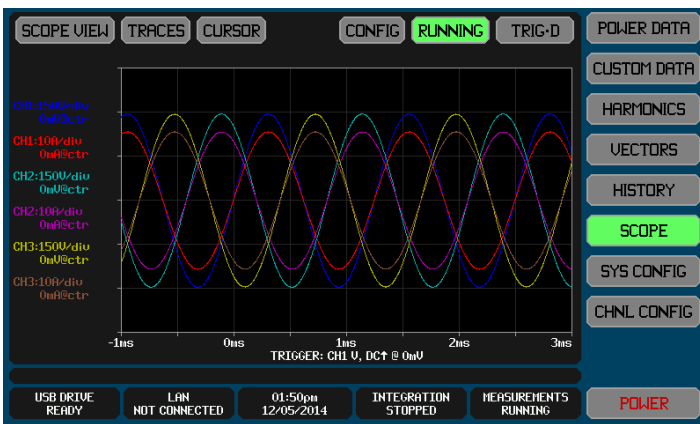 SCOPE VIEW TRACES CURSOR CONFIG RUNNING TRIG'D POWER DATA
CUSTOM DATA
HARMONICS
VECTORS
HISTORY
SCOPE
SYS CONFIG
CHNL CONFIG
POWER
CH1:150V/div
0mV@ctr
CH1:10A/div
0mA@ctr
CH2:150V/div
0mV@ctr
CH2:10A/div
0mA@ctr
CH3:150V/div
0mV@ctr
CH3:10A/div
0mA@ctr
-1ms 0ms 1ms 2ms 3ms
TRIGGER: CH1 V, DC↑ @ 0mV
USB DRIVE
READY
LAN
NOT CONNECTED
01:50pm
12/05/2014
INTEGRATION
STOPPED
MEASUREMENTS
RUNNING